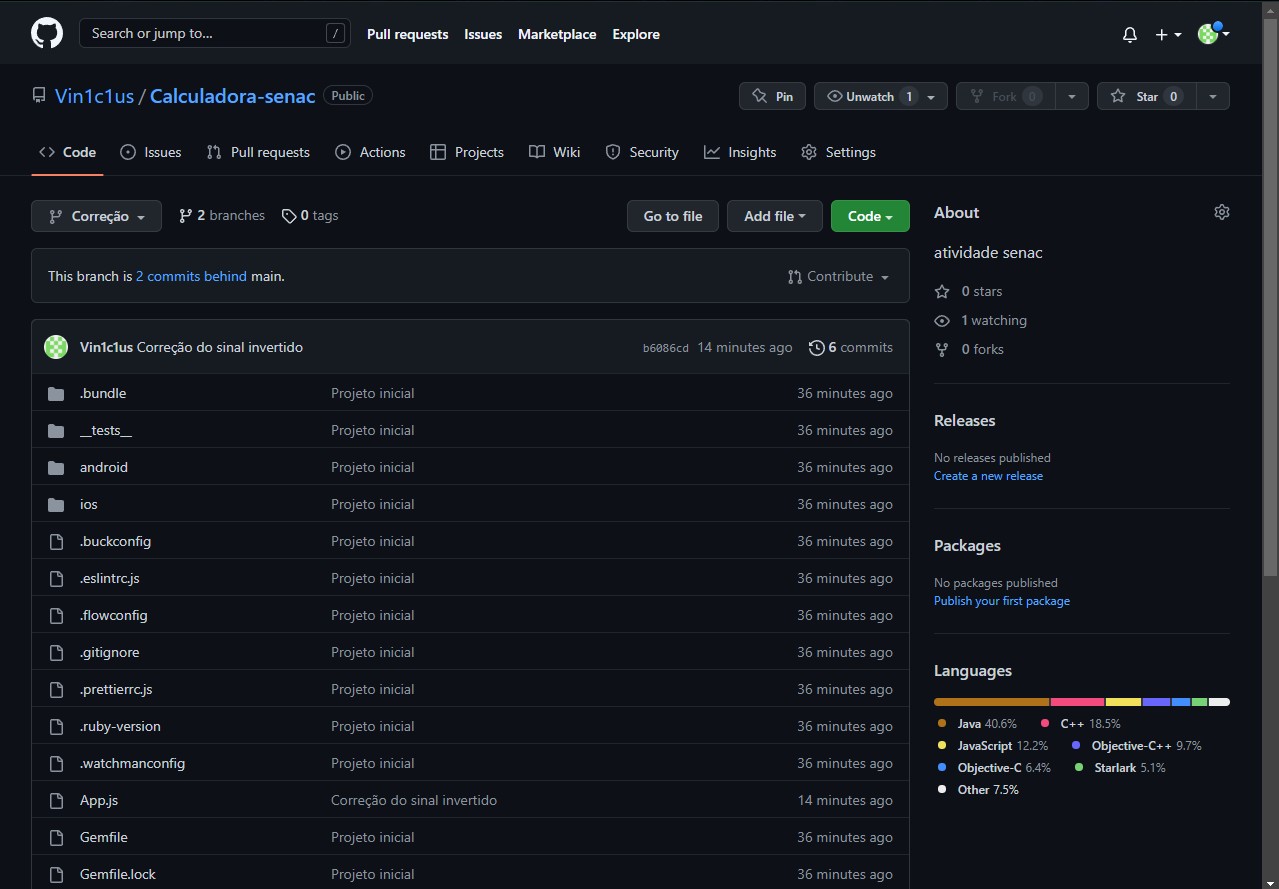 Search or jump to... / Pull requests Issues Marketplace Explore
Vin1c1us / Calculadora-senac Public Pin Unwatch 1 Fork 0 Star 0
Code Issues Pull requests Actions Projects Wiki Security Insights Settings
Correção 2 branches 0 tags Go to file Add file Code
This branch is 2 commits behind main. Contribute
Vin1c1us Correção do sinal invertido b6086cd 14 minutes ago 6 commits
.bundle Projeto inicial 36 minutes ago
__tests__ Projeto inicial 36 minutes ago
android Projeto inicial 36 minutes ago
ios Projeto inicial 36 minutes ago
.buckconfig Projeto inicial 36 minutes ago
.eslintrc.js Projeto inicial 36 minutes ago
.flowconfig Projeto inicial 36 minutes ago
.gitignore Projeto inicial 36 minutes ago
.prettierrc.js Projeto inicial 36 minutes ago
.ruby-version Projeto inicial 36 minutes ago
.watchmanconfig Projeto inicial 36 minutes ago
App.js Correção do sinal invertido 14 minutes ago
Gemfile Projeto inicial 36 minutes ago
Gemfile.lock Projeto inicial 36 minutes ago
About
atividade senac
0 stars
1 watching
0 forks
Releases
No releases published
Create a new release
Packages
No packages published
Publish your first package
Languages
Java 40.6% C++ 18.5%
JavaScript 12.2% Objective-C++ 9.7%
Objective-C 6.4% Starlark 5.1%
Other 7.5%